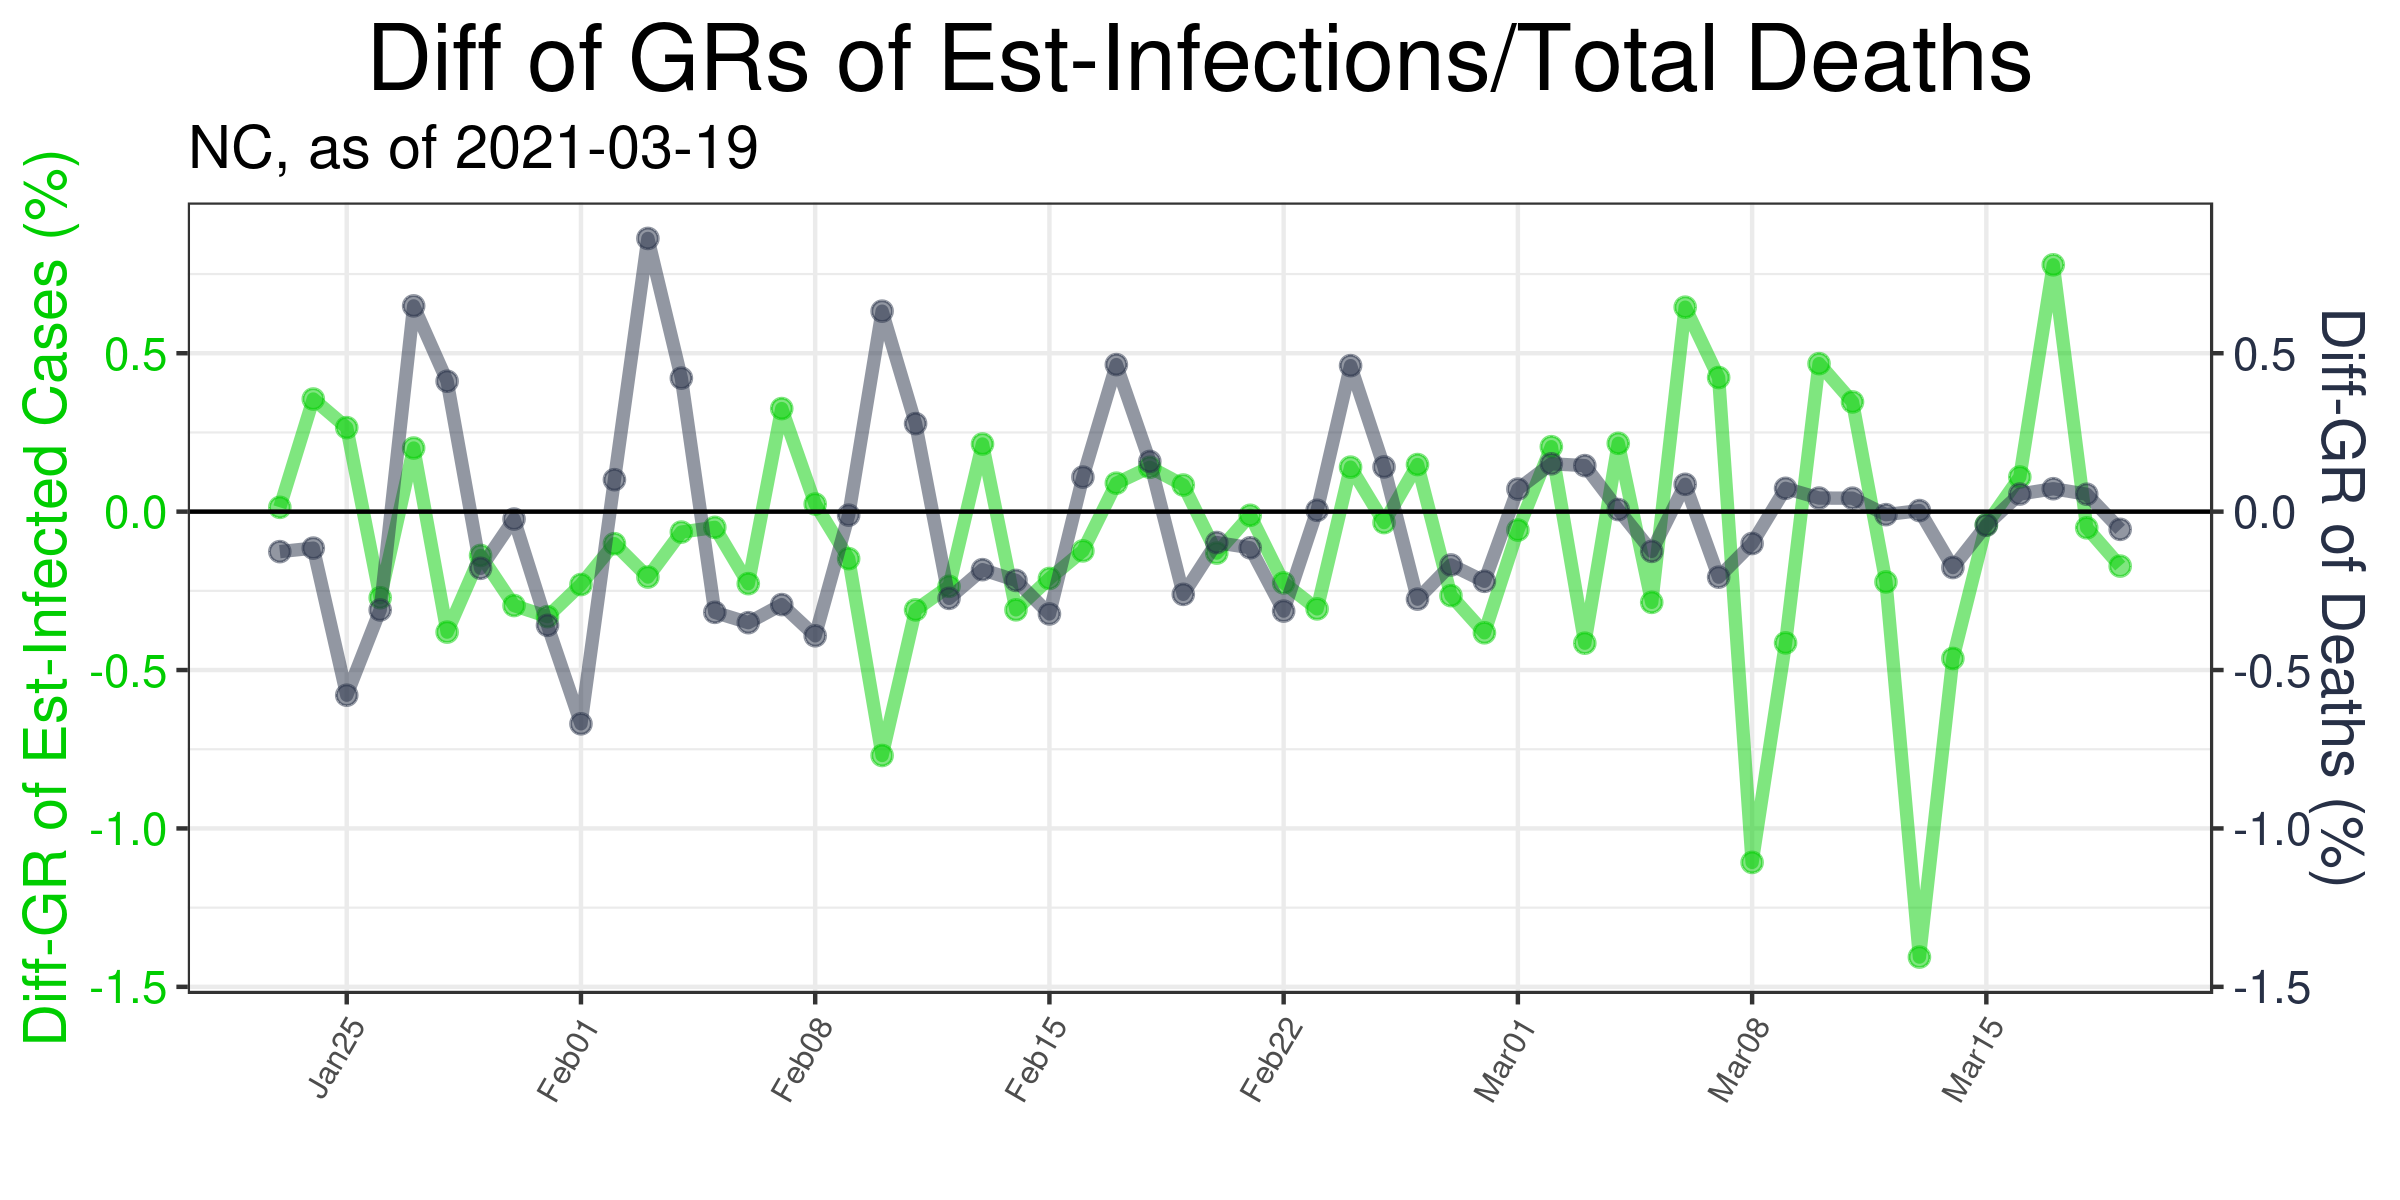 Diff of GRs of Est-Infections/Total Deaths
NC, as of 2021-03-19
Diff-GR of Est-Infected Cases (%)
0.5
0.0
-0.5
-1.0
-1.5
0.5
0.0
-0.5
-1.0
-1.5
Diff-GR of Deaths (%)
Jan25
Feb01
Feb08
Feb15
Feb22
Mar01
Mar08
Mar15